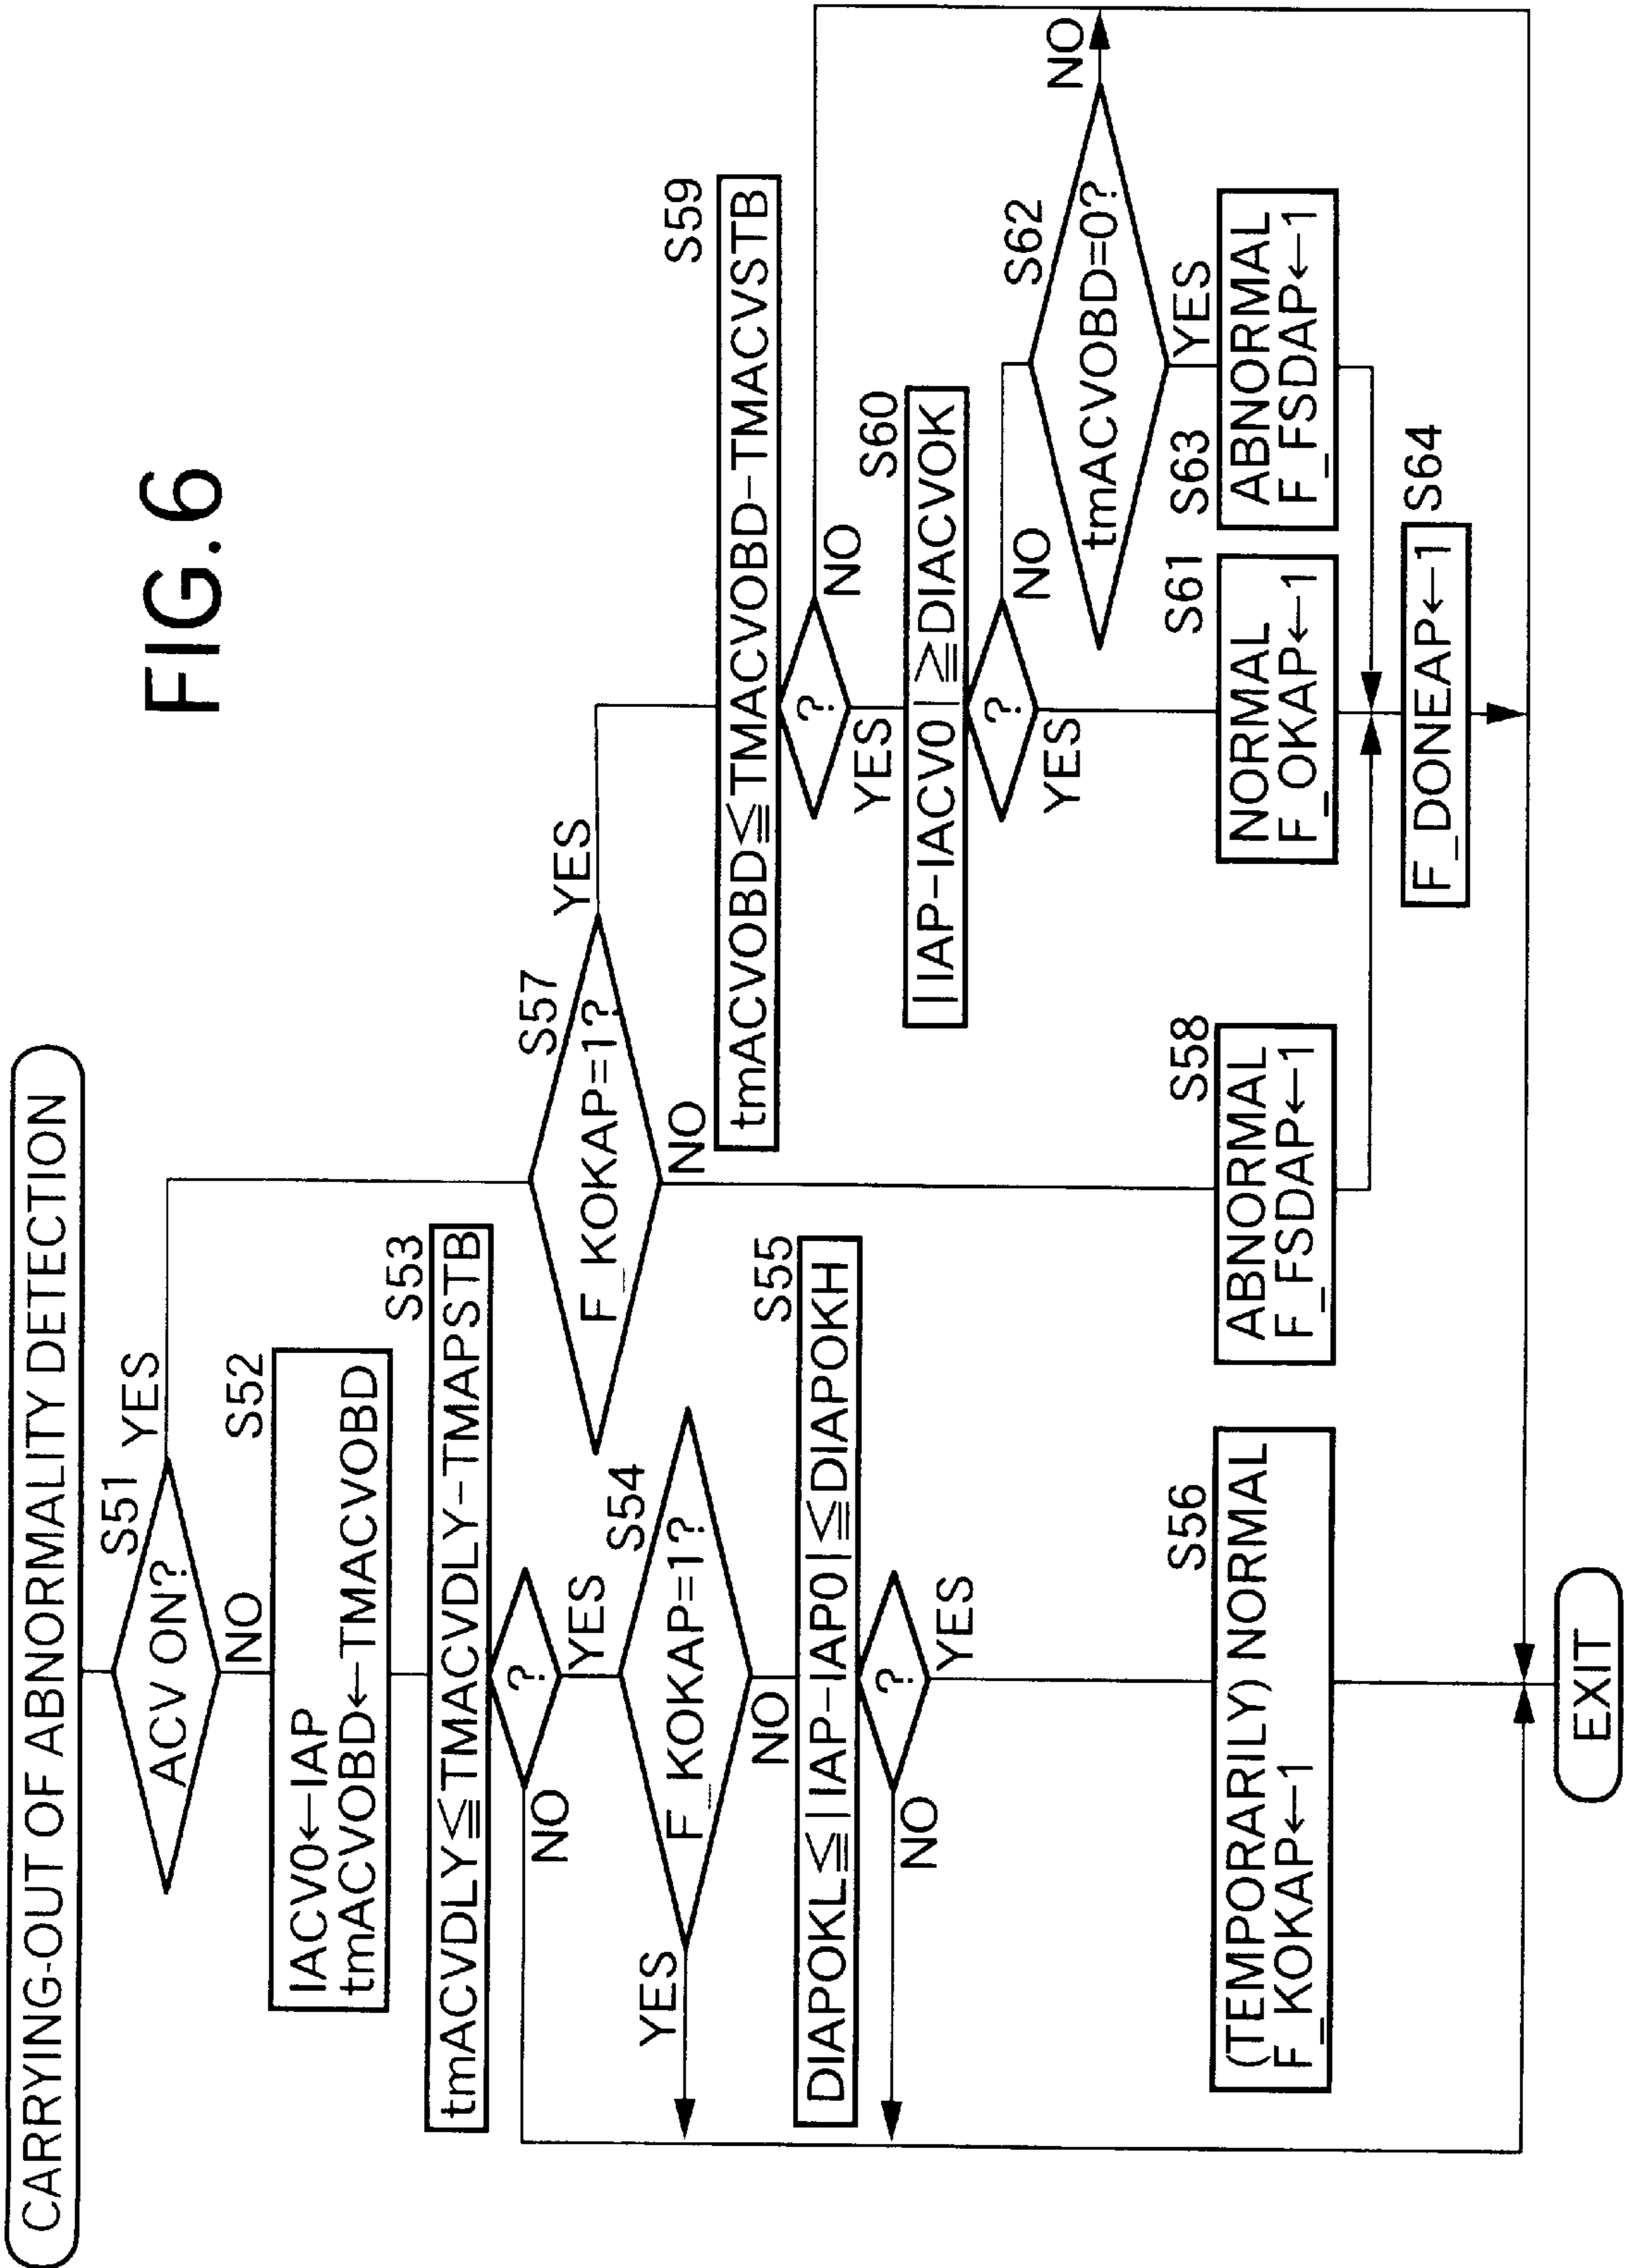 FIG.6
CARRYING-OUT OF ABNORMALITY DETECTION
S51
ACV ON?
YES
NO
S52
IACV0←IAP
tmACVOBD←TMACVOBD
S53
tmACVDLY≦TMACVDLY-TMAPSTB
?
NO
YES
S54
F_KOKAP=1?
YES
NO
S55
DIAPOKL≦|IAP-IAP0|≦DIAPOKH
?
NO
YES
S56
(TEMPORARILY) NORMAL
F_KOKAP←1
S57
F_KOKAP=1?
YES
NO
S58
ABNORMAL
F_FSDAP←1
S59
tmACVOBD≦TMACVOBD-TMACVSTB
?
NO
YES
S60
|IAP-IACV0|≧DIACVOK
?
NO
YES
S61
NORMAL
F_OKAP←1
S62
tmACVOBD=0?
NO
YES
S63
ABNORMAL
F_FSDAP←1
S64
F_DONEAP←1
EXIT